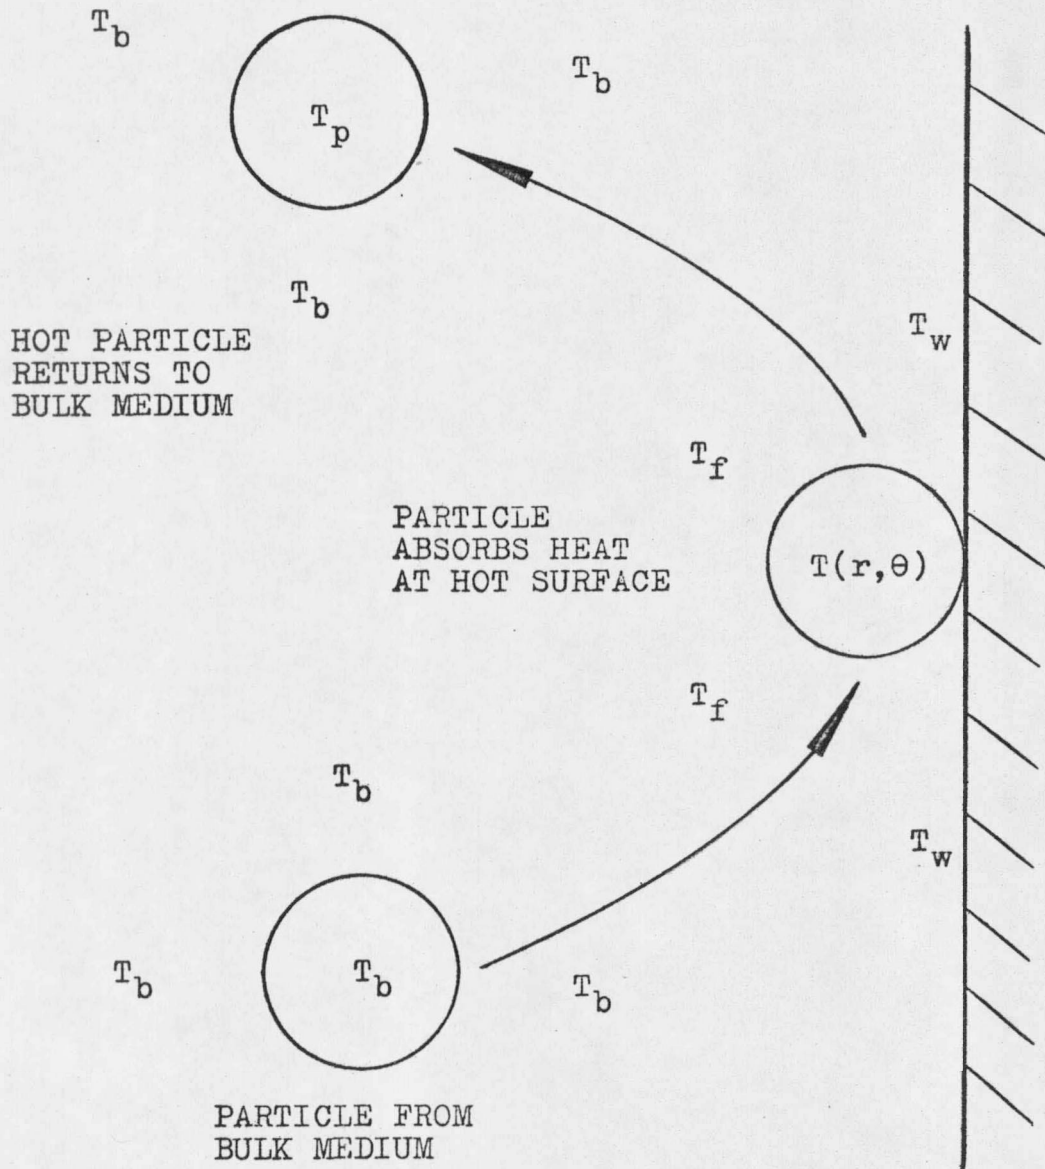 T_b
T_b
T_p
T_b
HOT PARTICLE
RETURNS TO
BULK MEDIUM
T_w
T_f
PARTICLE
ABSORBS HEAT
AT HOT SURFACE
T(r,θ)
T_f
T_b
T_w
T_b
T_b
T_b
PARTICLE FROM
BULK MEDIUM